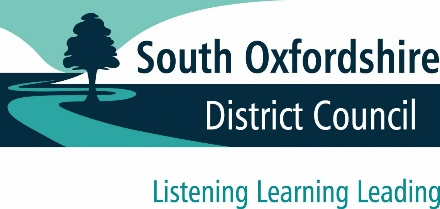 South Oxfordshire
District Council
Listening Learning Leading